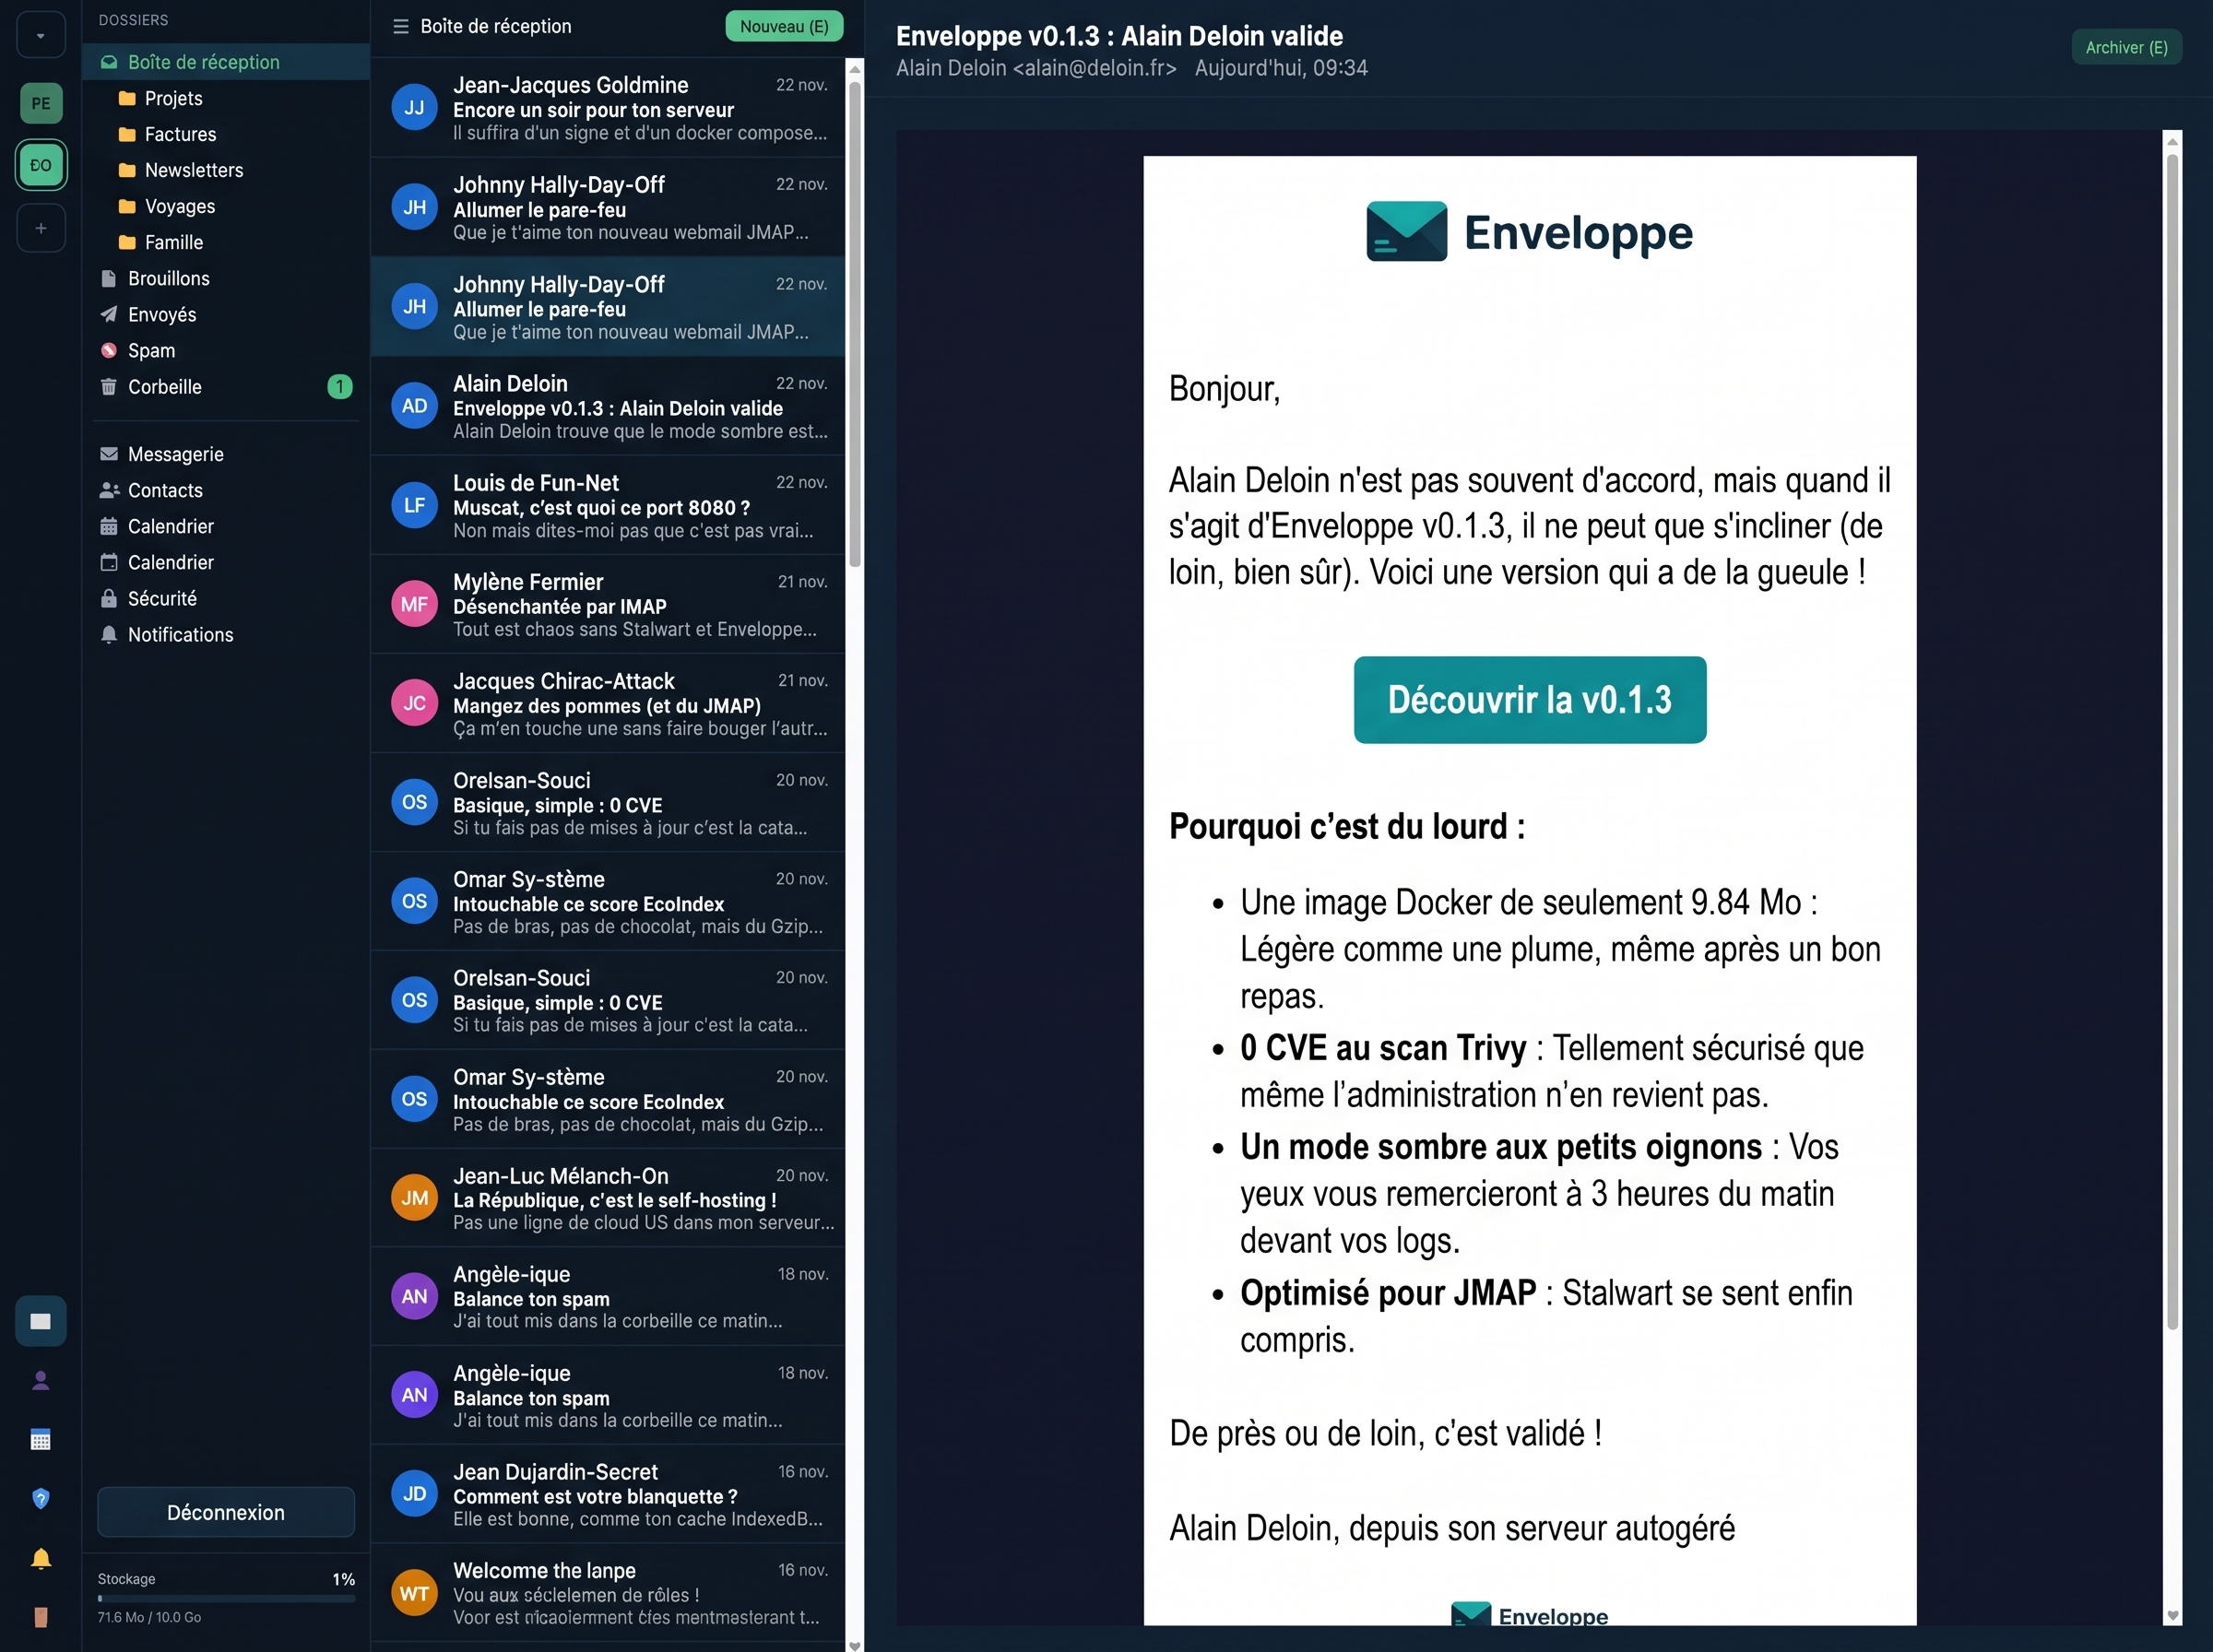 PE
ĐO
+
DOSSIERS
Boîte de réception
Projets
Factures
Newsletters
Voyages
Famille
Brouillons
Envoyés
Spam
Corbeille 1
Messagerie
Contacts
Calendrier
Calendrier
Sécurité
Notifications
Déconnexion
Stockage 1%
71.6 Mo / 10.0 Go
Boîte de réception Nouveau (E)
JJ Jean-Jacques Goldmine 22 nov.
Encore un soir pour ton serveur
Il suffira d'un signe et d'un docker compose...
JH Johnny Hally-Day-Off 22 nov.
Allumer le pare-feu
Que je t'aime ton nouveau webmail JMAP...
JH Johnny Hally-Day-Off 22 nov.
Allumer le pare-feu
Que je t'aime ton nouveau webmail JMAP...
AD Alain Deloin 22 nov.
Enveloppe v0.1.3 : Alain Deloin valide
Alain Deloin trouve que le mode sombre est...
LF Louis de Fun-Net 22 nov.
Muscat, c’est quoi ce port 8080 ?
Non mais dites-moi pas que c'est pas vrai...
MF Mylène Fermier 21 nov.
Désenchantée par IMAP
Tout est chaos sans Stalwart et Enveloppe...
JC Jacques Chirac-Attack 21 nov.
Mangez des pommes (et du JMAP)
Ça m’en touche une sans faire bouger l’autr...
OS Orelsan-Souci 20 nov.
Basique, simple : 0 CVE
Si tu fais pas de mises à jour c’est la cata...
OS Omar Sy-stème 20 nov.
Intouchable ce score EcoIndex
Pas de bras, pas de chocolat, mais du Gzip...
OS Orelsan-Souci 20 nov.
Basique, simple : 0 CVE
Si tu fais pas de mises à jour c'est la cata...
OS Omar Sy-stème 20 nov.
Intouchable ce score EcoIndex
Pas de bras, pas de chocolat, mais du Gzip...
JM Jean-Luc Mélanch-On 20 nov.
La République, c'est le self-hosting !
Pas une ligne de cloud US dans mon serveur...
AN Angèle-ique 18 nov.
Balance ton spam
J'ai tout mis dans la corbeille ce matin...
AN Angèle-ique 18 nov.
Balance ton spam
J'ai tout mis dans la corbeille ce matin...
JD Jean Dujardin-Secret 16 nov.
Comment est votre blanquette ?
Elle est bonne, comme ton cache IndexedB...
WT Welcome the lanpe 16 nov.
Vou aux de rôles !
Voor est t...
Enveloppe v0.1.3 : Alain Deloin valide
Alain Deloin <alain@deloin.fr> Aujourd'hui, 09:34
Archiver (E)
Enveloppe
Bonjour,
Alain Deloin n'est pas souvent d'accord, mais quand il
s'agit d'Enveloppe v0.1.3, il ne peut que s'incliner (de
loin, bien sûr). Voici une version qui a de la gueule !
Découvrir la v0.1.3
Pourquoi c’est du lourd :
• Une image Docker de seulement 9.84 Mo :
Légère comme une plume, même après un bon
repas.
• 0 CVE au scan Trivy : Tellement sécurisé que
même l’administration n’en revient pas.
• Un mode sombre aux petits oignons : Vos
yeux vous remercieront à 3 heures du matin
devant vos logs.
• Optimisé pour JMAP : Stalwart se sent enfin
compris.
De près ou de loin, c'est validé !
Alain Deloin, depuis son serveur autogéré
Enveloppe